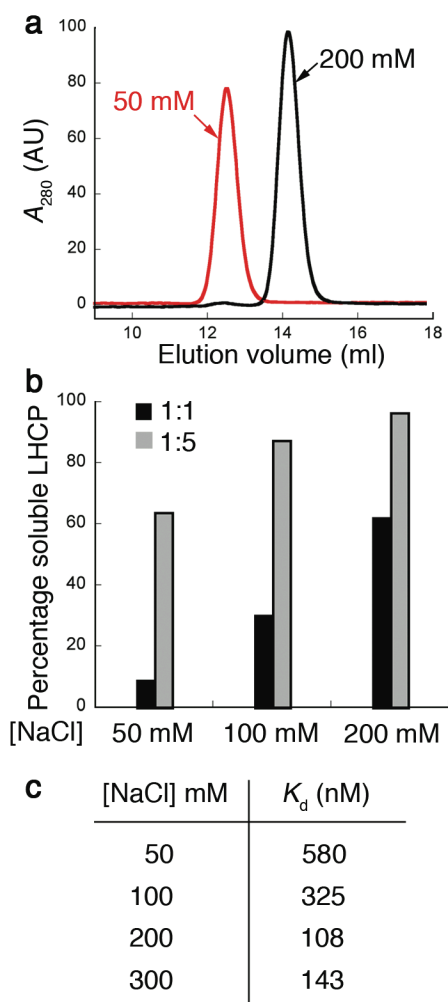 a
50 mM
200 mM
A280 (AU)
100
80
60
40
20
0
10 12 14 16 18
Elution volume (ml)
b
1:1
1:5
Percentage soluble LHCP
100
80
60
40
20
0
[NaCl] 50 mM 100 mM 200 mM
c
[NaCl] mM Kd (nM)
50 580
100 325
200 108
300 143